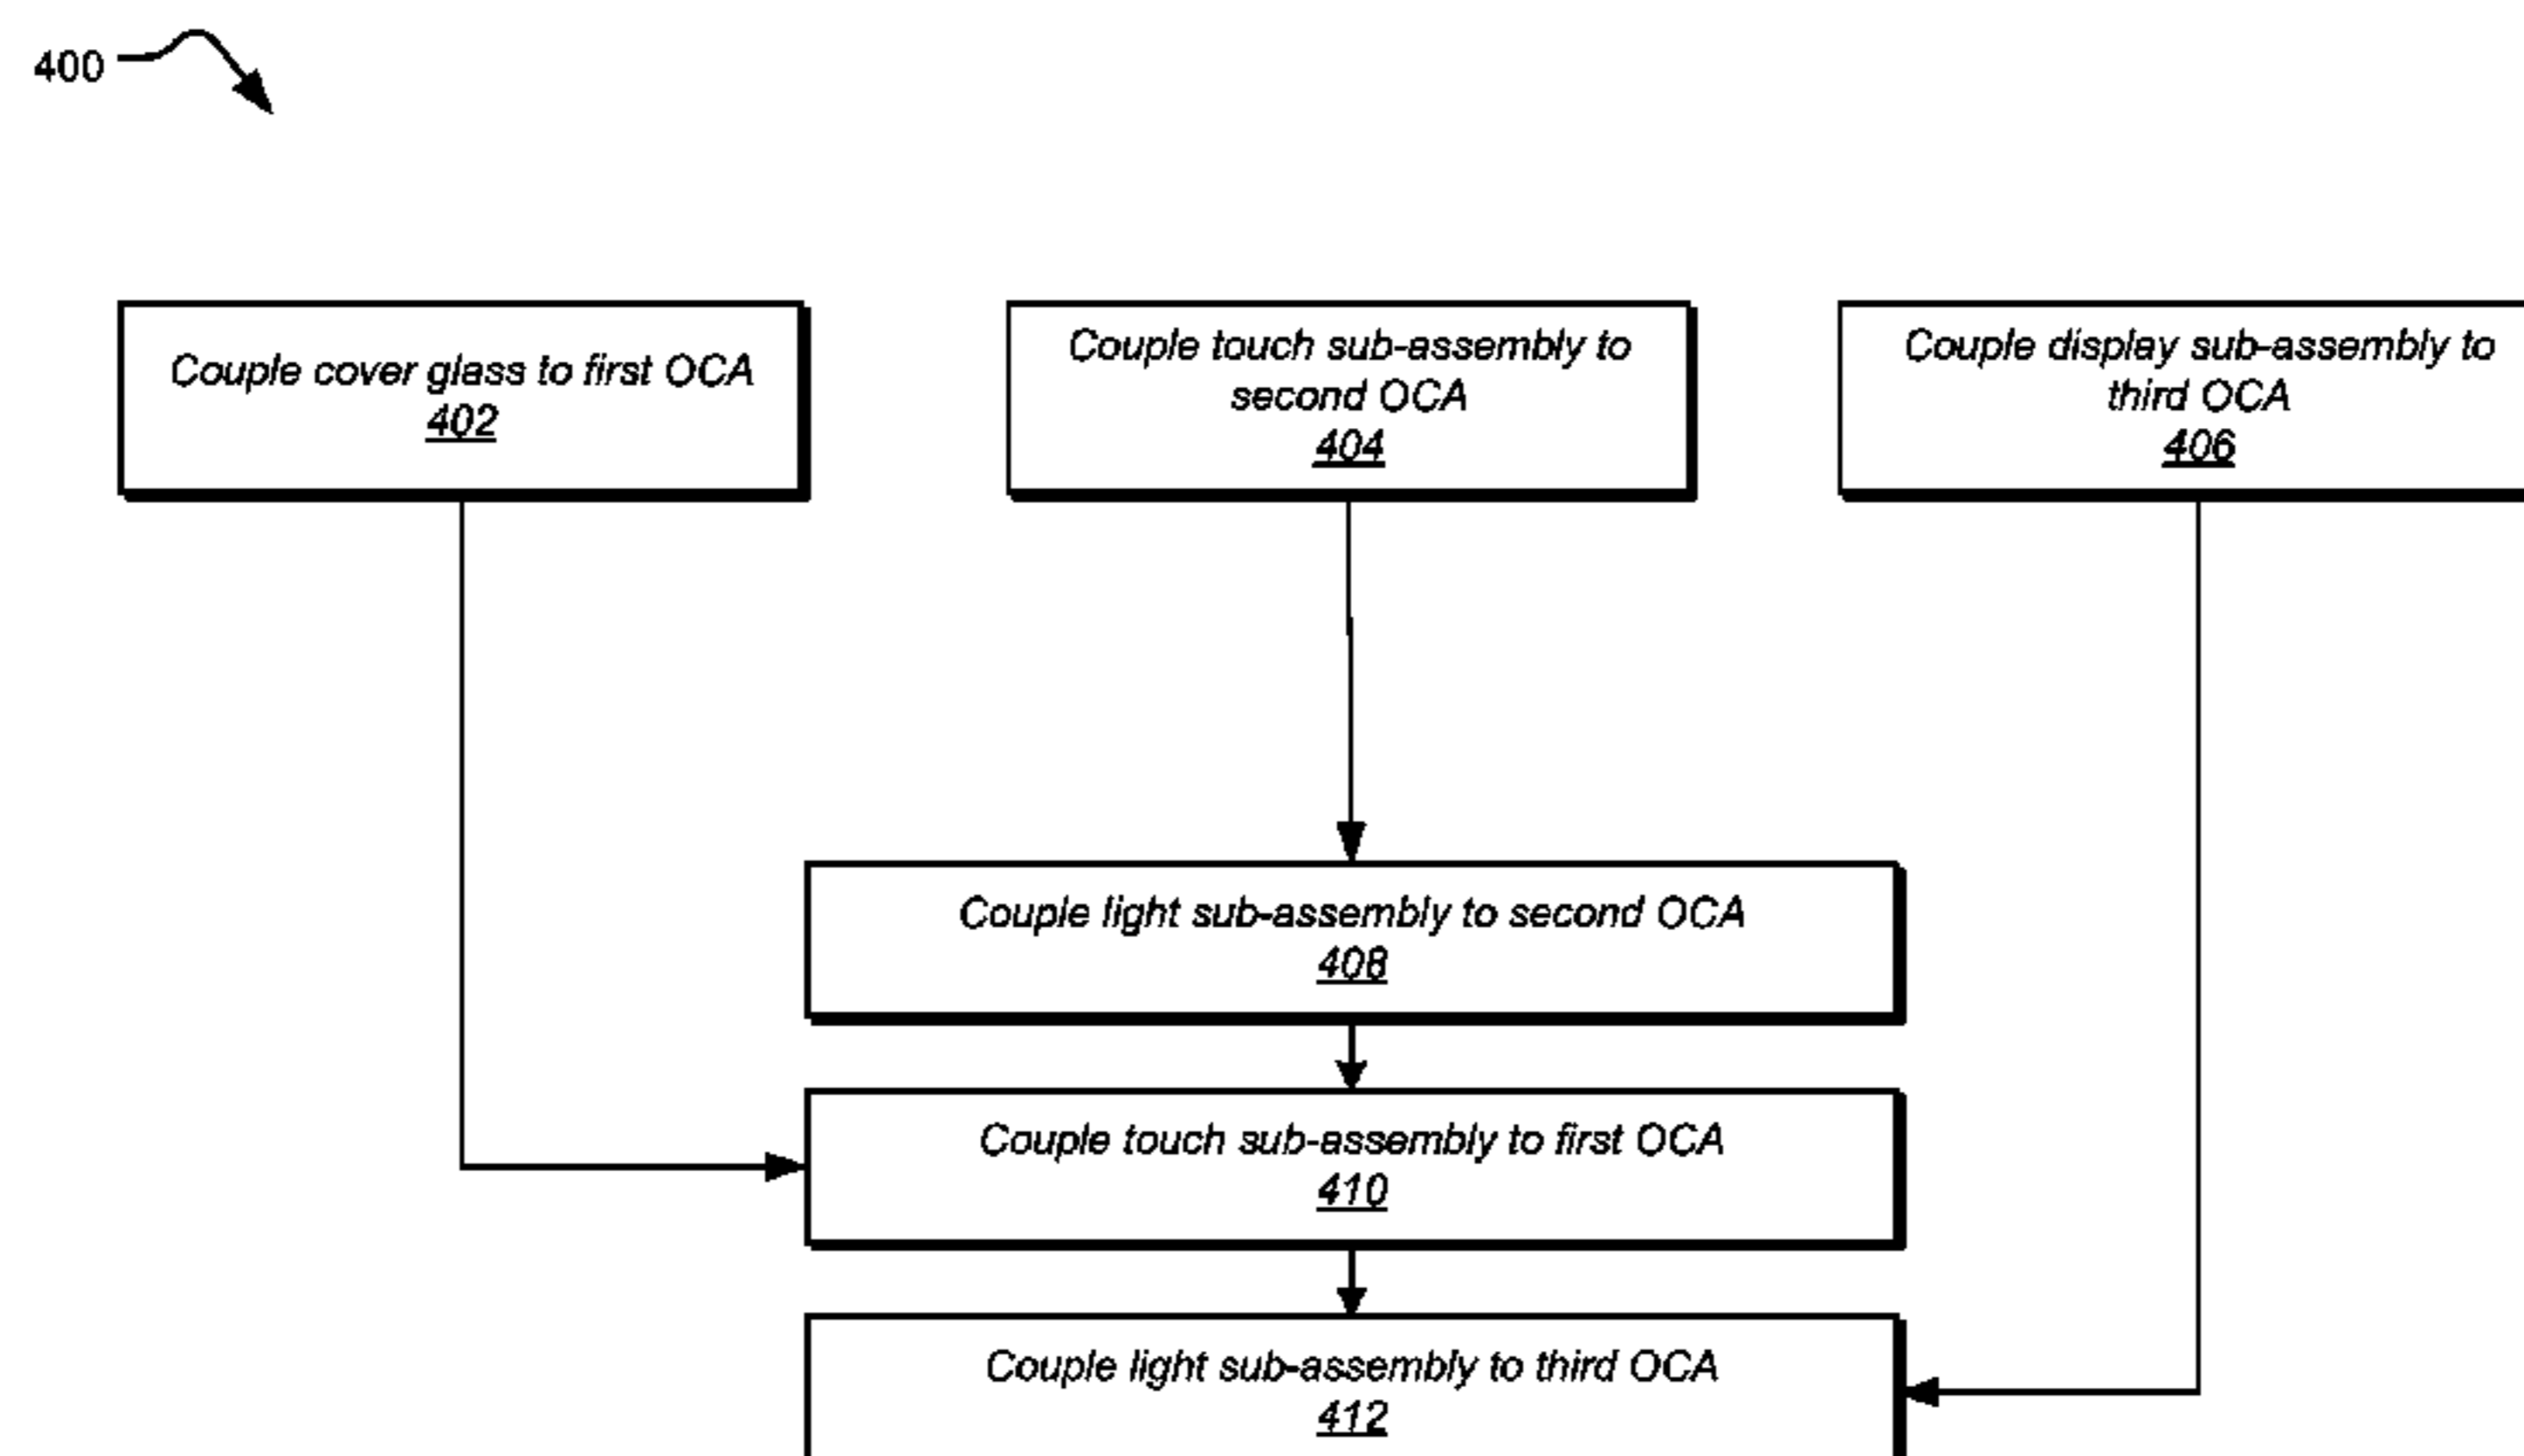 400
Couple cover glass to first OCA
402
Couple touch sub-assembly to
second OCA
404
Couple display sub-assembly to
third OCA
406
Couple light sub-assembly to second OCA
408
Couple touch sub-assembly to first OCA
410
Couple light sub-assembly to third OCA
412